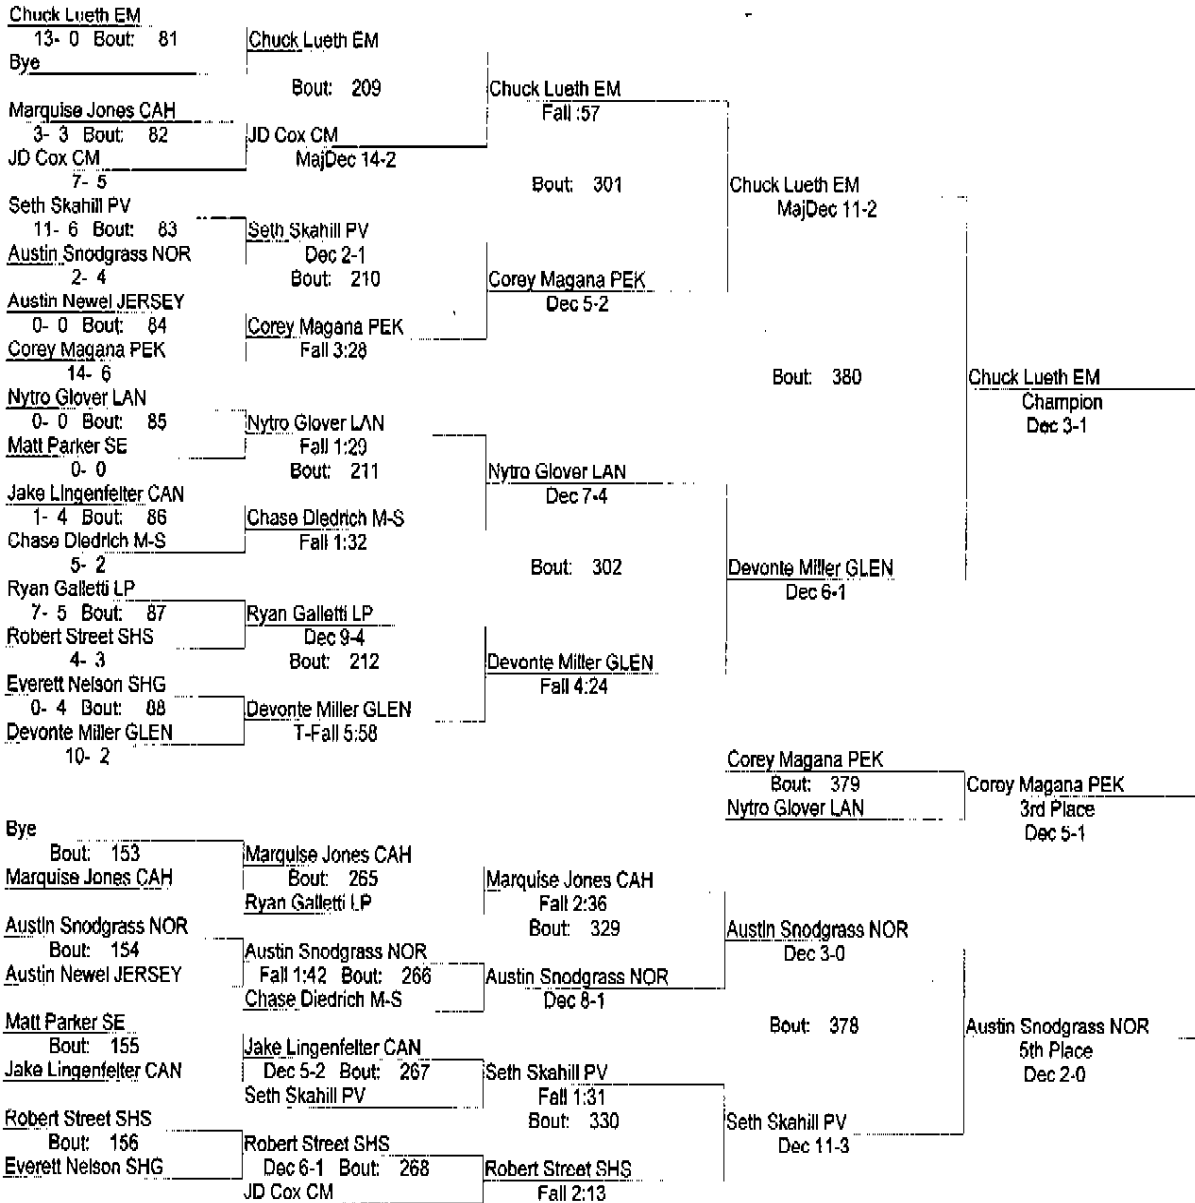 Chuck Lueth EM
13- 0 Bout: 81
Bye
Marquise Jones CAH
3- 3 Bout: 82
JD Cox CM
7- 5
Seth Skahill PV
11- 6 Bout: 83
Austin Snodgrass NOR
2- 4
Austin Newel JERSEY
0- 0 Bout: 84
Corey Magana PEK
14- 6
Nytro Glover LAN
0- 0 Bout: 85
Matt Parker SE
0- 0
Jake Lingenfelter CAN
1- 4 Bout: 86
Chase Diedrich M-S
5- 2
Ryan Galletti LP
7- 5 Bout: 87
Robert Street SHS
4- 3
Everett Nelson SHG
0- 4 Bout: 88
Devonte Miller GLEN
10- 2
Chuck Lueth EM
Bout: 209
JD Cox CM
MajDec 14-2
Seth Skahill PV
Dec 2-1
Bout: 210
Corey Magana PEK
Fall 3:28
Nytro Glover LAN
Fall 1:29
Bout: 211
Chase Diedrich M-S
Fall 1:32
Ryan Galletti LP
Dec 9-4
Bout: 212
Devonte Miller GLEN
T-Fall 5:58
Chuck Lueth EM
Fall :57
Bout: 301
Corey Magana PEK
Dec 5-2
Nytro Glover LAN
Dec 7-4
Bout: 302
Devonte Miller GLEN
Fall 4:24
Chuck Lueth EM
MajDec 11-2
Bout: 380
Devonte Miller GLEN
Dec 6-1
Chuck Lueth EM
Champion
Dec 3-1
Corey Magana PEK
Bout: 379
Nytro Glover LAN
Corey Magana PEK
3rd Place
Dec 5-1
Bye
Bout: 153
Marquise Jones CAH
Austin Snodgrass NOR
Bout: 154
Austin Newel JERSEY
Matt Parker SE
Bout: 155
Jake Lingenfelter CAN
Robert Street SHS
Bout: 156
Everett Nelson SHG
Marquise Jones CAH
Bout: 265
Ryan Galletti LP
Austin Snodgrass NOR
Fall 1:42 Bout: 266
Chase Diedrich M-S
Jake Lingenfelter CAN
Dec 5-2 Bout: 267
Seth Skahill PV
Robert Street SHS
Dec 6-1 Bout: 268
JD Cox CM
Marquise Jones CAH
Fall 2:36
Bout: 329
Austin Snodgrass NOR
Dec 8-1
Seth Skahill PV
Fall 1:31
Bout: 330
Robert Street SHS
Fall 2:13
Austin Snodgrass NOR
Dec 3-0
Bout: 378
Seth Skahill PV
Dec 11-3
Austin Snodgrass NOR
5th Place
Dec 2-0